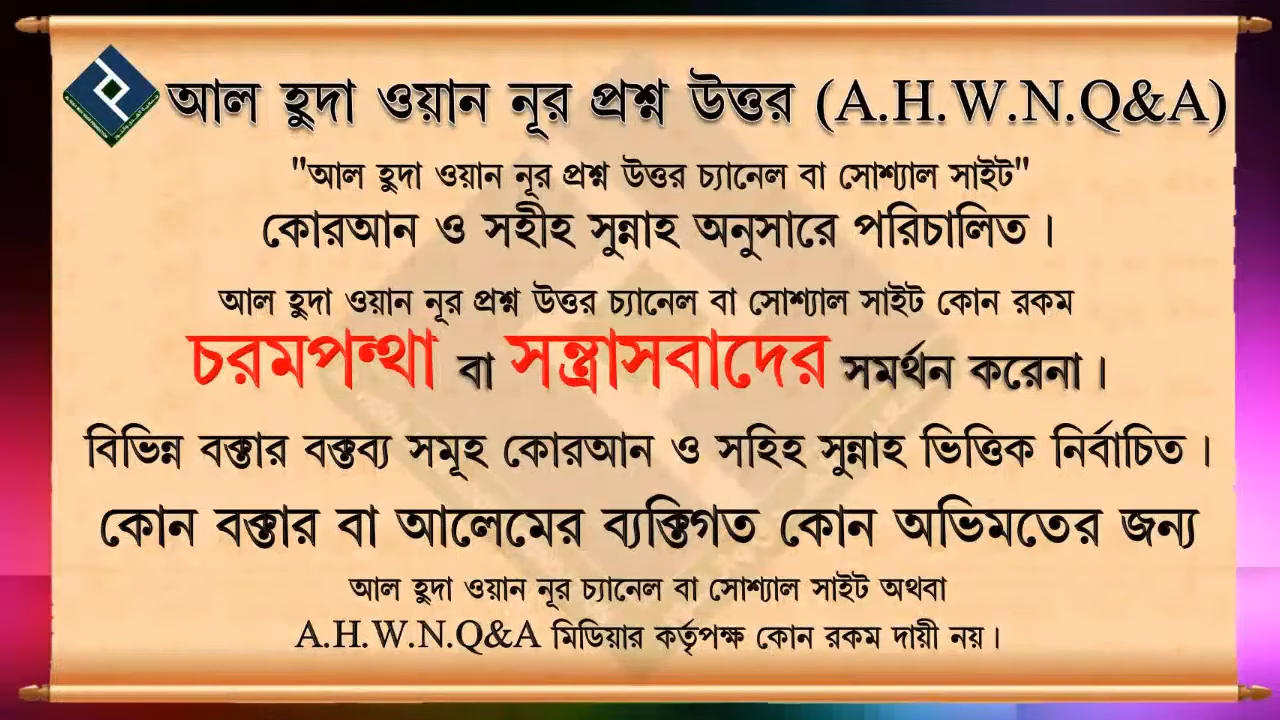 আল হুদা ওয়ান নূর প্রশ্ন উত্তর (A.H.W.N.Q&A)
"আল হুদা ওয়ান নূর প্রশ্ন উত্তর চ্যানেল বা সোশ্যাল সাইট"
কোরআন ও সহীহ সুন্নাহ অনুসারে পরিচালিত।
আল হুদা ওয়ান নূর প্রশ্ন উত্তর চ্যানেল বা সোশ্যাল সাইট কোন রকম
চরমপন্থা বা সন্ত্রাসবাদের সমর্থন করেনা।
বিভিন্ন বক্তার বক্তব্য সমূহ কোরআন ও সহিহ সুন্নাহ ভিত্তিক নির্বাচিত।
কোন বক্তার বা আলেমের ব্যক্তিগত কোন অভিমতের জন্য
আল হুদা ওয়ান নূর চ্যানেল বা সোশ্যাল সাইট অথবা
A.H.W.N.Q&A মিডিয়ার কর্তৃপক্ষ কোন রকম দায়ী নয়।